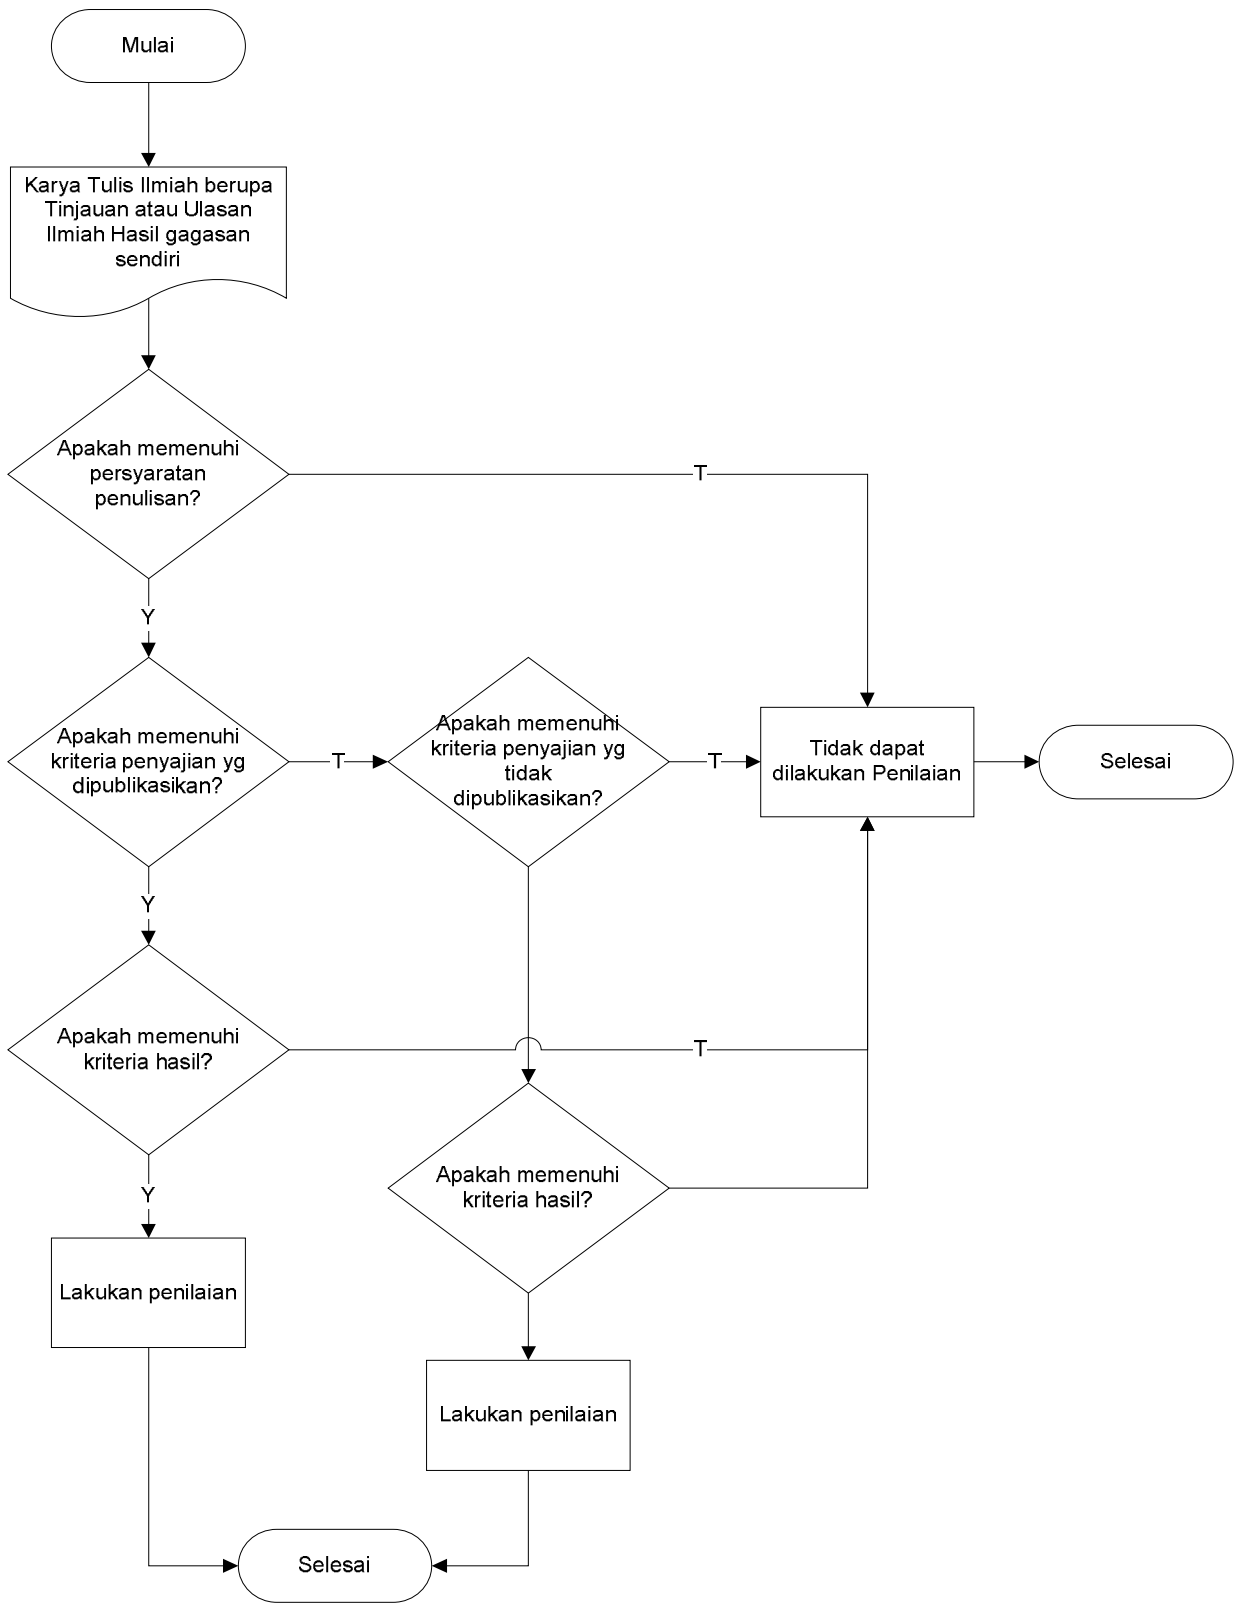 Mulai
Karya Tulis Ilmiah berupa
Tinjauan atau Ulasan
Ilmiah Hasil gagasan
sendiri
Apakah memenuhi
persyaratan
penulisan?
T
Y
Apakah memenuhi
kriteria penyajian yg
dipublikasikan?
T
Apakah memenuhi
kriteria penyajian yg
tidak
dipublikasikan?
T
Tidak dapat
dilakukan Penilaian
Selesai
Y
Apakah memenuhi
kriteria hasil?
T
Apakah memenuhi
kriteria hasil?
Y
Lakukan penilaian
Lakukan penilaian
Selesai